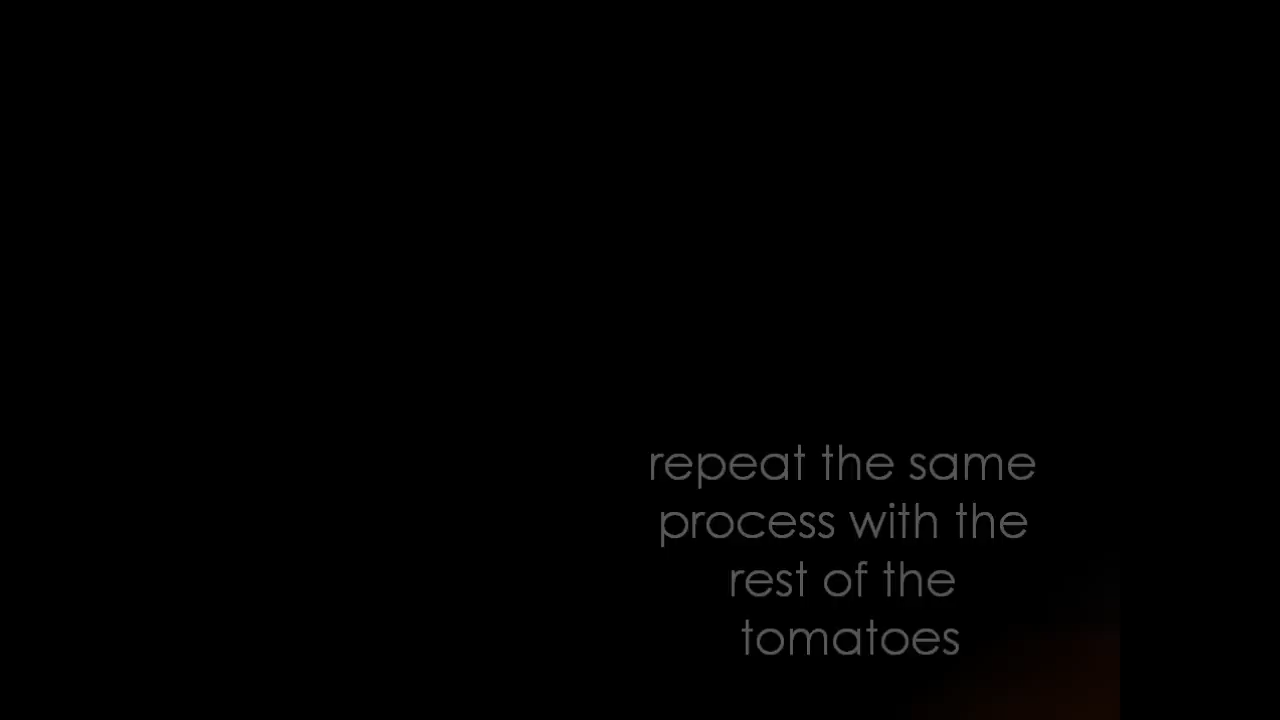 repeat the same
process with the
rest of the
tomatoes